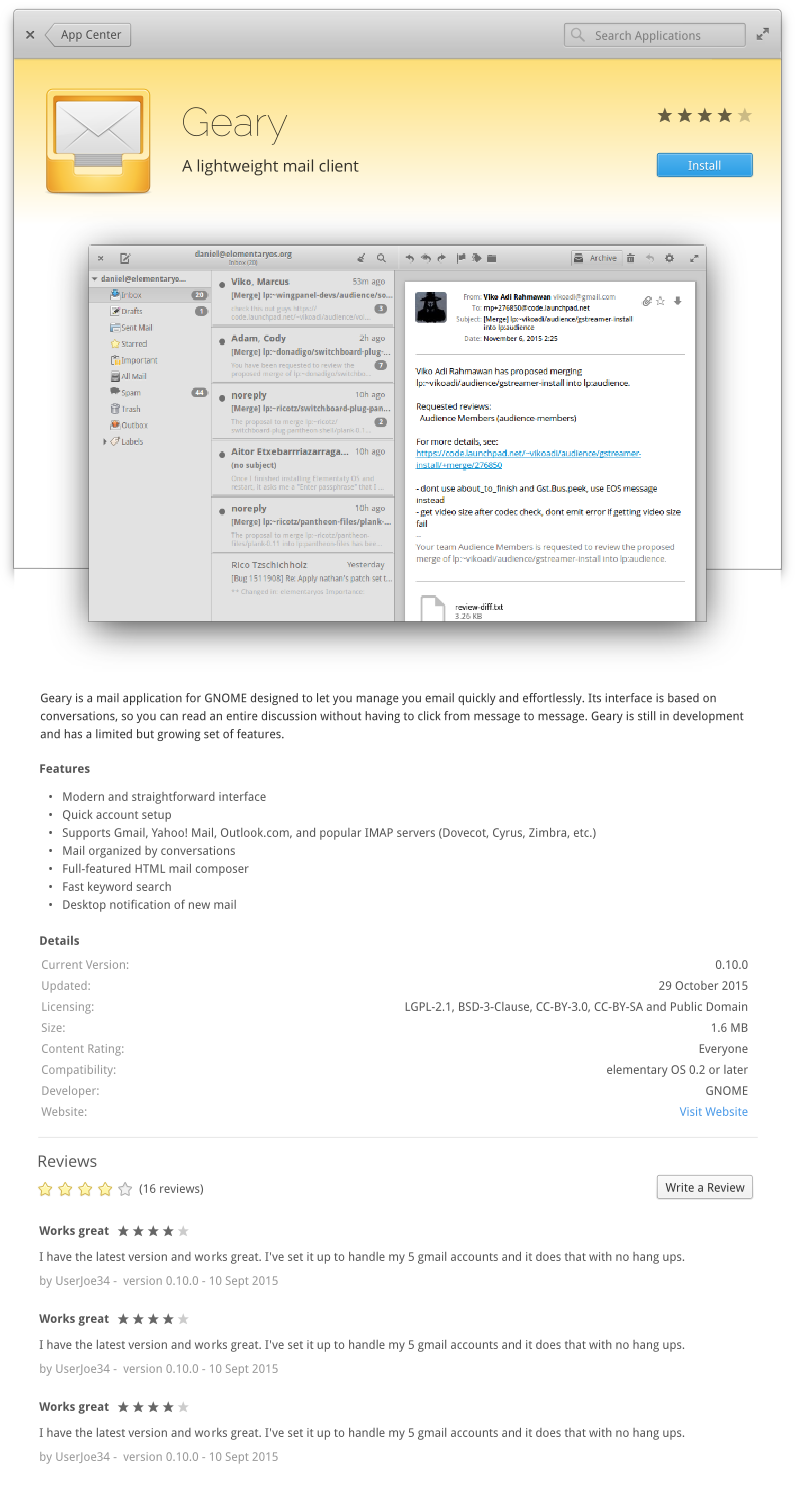 App Center
Search Applications
Geary
A lightweight mail client
Install
daniel@elementaryos.org
Inbox (20)
Archive
daniiel@elementaryo...
Inbox 20
Drafts 1
Sent Mail
Starred
Important
All Mail
Spam 44
Trash
Outbox
Labels
Viko, Marcus 53m ago
[Merge] lp:~wingpanel-devs/audience/so...
check this out guys https://
code.launchpad.net/~vikoadi/audience/vol... 3
Adam, Cody 2h ago
[Merge] lp:~donadigo/switchboard-plug-...
You have been requested to review the
proposed merge of lp:~donadigo/switchbo... 7
noreply 10h ago
[Merge] lp:~ricotz/switchboard-plug-pan...
The proposal to merge lp:~ricotz/
switchboard-plug-pantheon-shell/plank-0.1... 2
Aitor Etxebarrriazarraga... 10h ago
(no subject)
Once I finished installing Elementary OS and
restart, it asks me a "Enter passphrase" that I ...
noreply 10h ago
[Merge] lp:~ricotz/pantheon-files/plank-...
The proposal to merge lp:~ricotz/pantheon-
files/plank-0.11 into lp:pantheon-files has bee...
Rico Tzschichholz Yesterday
[Bug 1511908] Re: Apply nathan's patch set t...
** Changed in: elementaryos Importance:
From: Viko Adi Rahmawan vikoadi@gmail.com
To: mp+276850@code.launchpad.net
Subject: [Merge] lp:~vikoadi/audience/gstreamer-install
into lp:audience
Date: November 6, 2015-2:25
Viko Adi Rahmawan has proposed merging
lp:~vikoadi/audience/gstreamer-install into lp:audience.
Requested reviews:
Audience Members (audience-members)
For more details, see:
https://code.launchpad.net/~vikoadi/audience/gstreamer-
install/+merge/276850
- dont use about_to_finish and Gst.Bus.peek, use EOS message
instead
- get video size after codec check, dont emit error if getting video size
fail
--
Your team Audience Members is requested to review the proposed
merge of lp:~vikoadi/audience/gstreamer-install into lp:audience.
review-diff.txt
3.26 KB
Geary is a mail application for GNOME designed to let you manage you email quickly and effortlessly. Its interface is based on
conversations, so you can read an entire discussion without having to click from message to message. Geary is still in development
and has a limited but growing set of features.
Features
• Modern and straightforward interface
• Quick account setup
• Supports Gmail, Yahoo! Mail, Outlook.com, and popular IMAP servers (Dovecot, Cyrus, Zimbra, etc.)
• Mail organized by conversations
• Full-featured HTML mail composer
• Fast keyword search
• Desktop notification of new mail
Details
Current Version: 0.10.0
Updated: 29 October 2015
Licensing: LGPL-2.1, BSD-3-Clause, CC-BY-3.0, CC-BY-SA and Public Domain
Size: 1.6 MB
Content Rating: Everyone
Compatibility: elementary OS 0.2 or later
Developer: GNOME
Website: Visit Website
Reviews
(16 reviews)
Write a Review
Works great
I have the latest version and works great. I've set it up to handle my 5 gmail accounts and it does that with no hang ups.
by UserJoe34 - version 0.10.0 - 10 Sept 2015
Works great
I have the latest version and works great. I've set it up to handle my 5 gmail accounts and it does that with no hang ups.
by UserJoe34 - version 0.10.0 - 10 Sept 2015
Works great
I have the latest version and works great. I've set it up to handle my 5 gmail accounts and it does that with no hang ups.
by UserJoe34 - version 0.10.0 - 10 Sept 2015